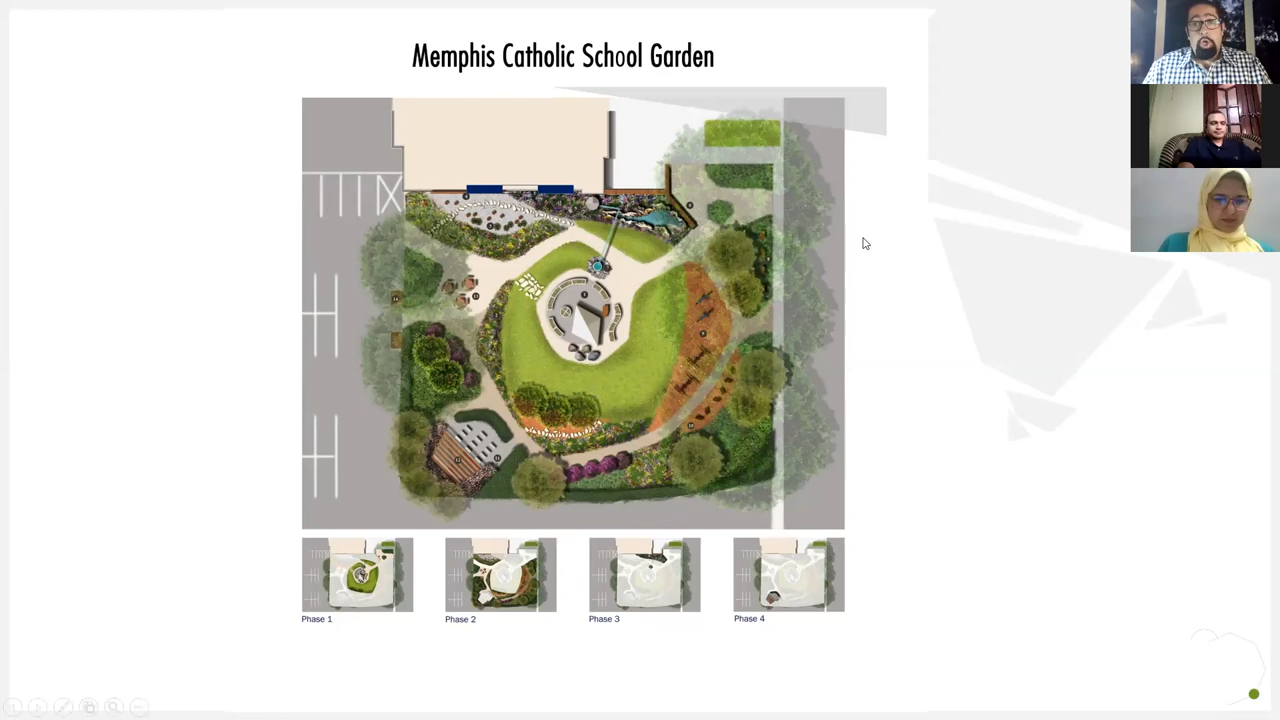 Memphis Catholic School Garden
Phase 1
Phase 2
Phase 3
Phase 4